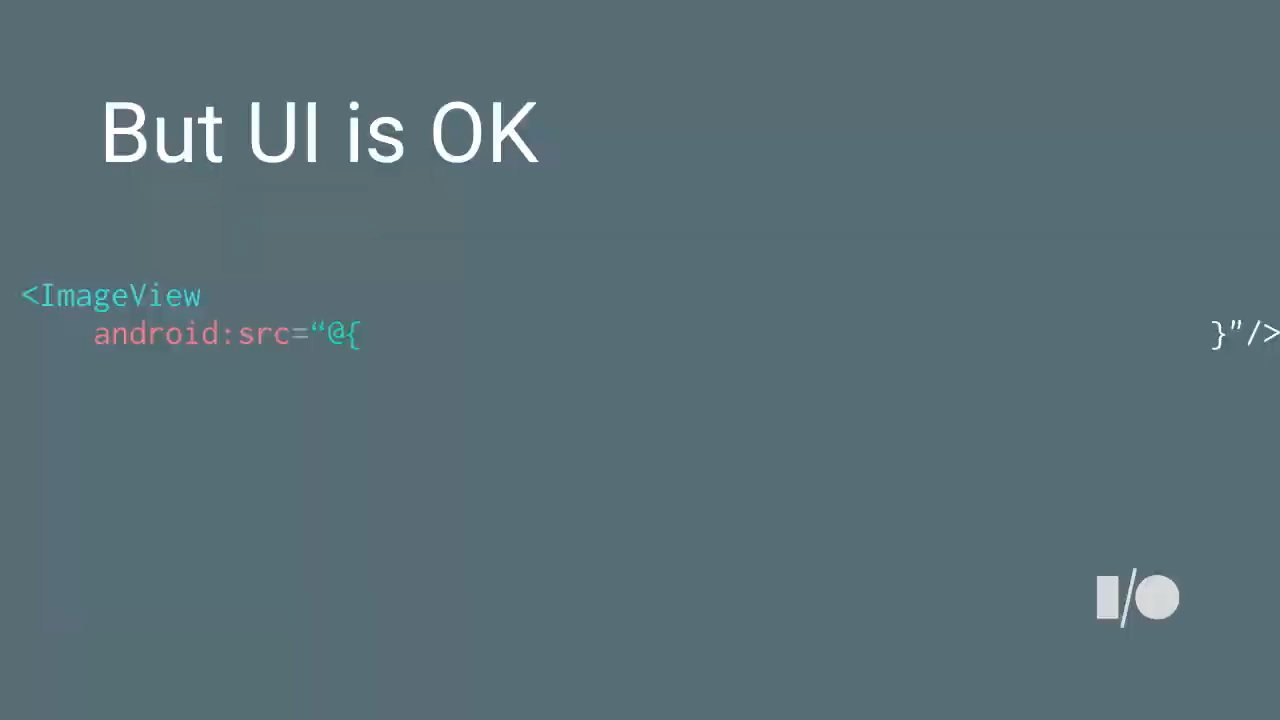 But UI is OK
<ImageView
android:src=“@{ }”/>
I/O